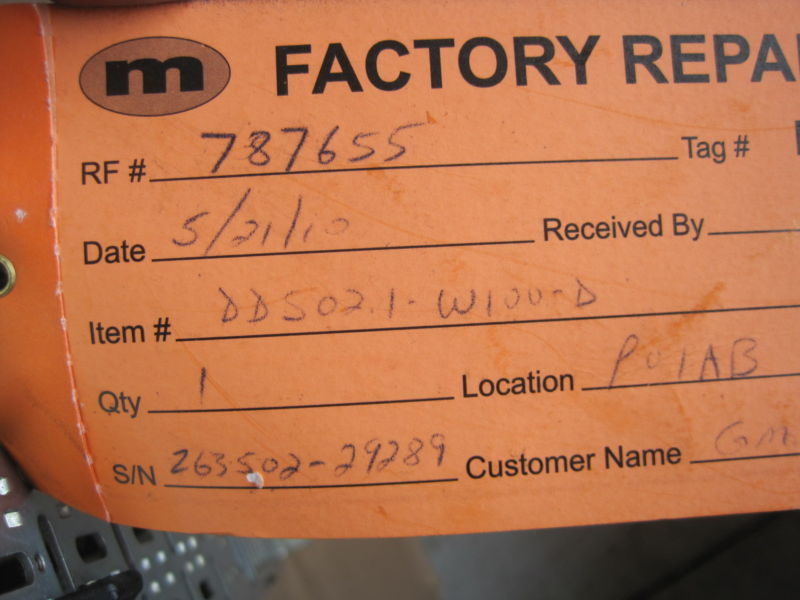 m FACTORY REPA
RF # 787655 Tag #
Date 5/21/10 Received By
Item # DD502.1-W100-D
Qty 1 Location P01AB
S/N 263502-29289 Customer Name